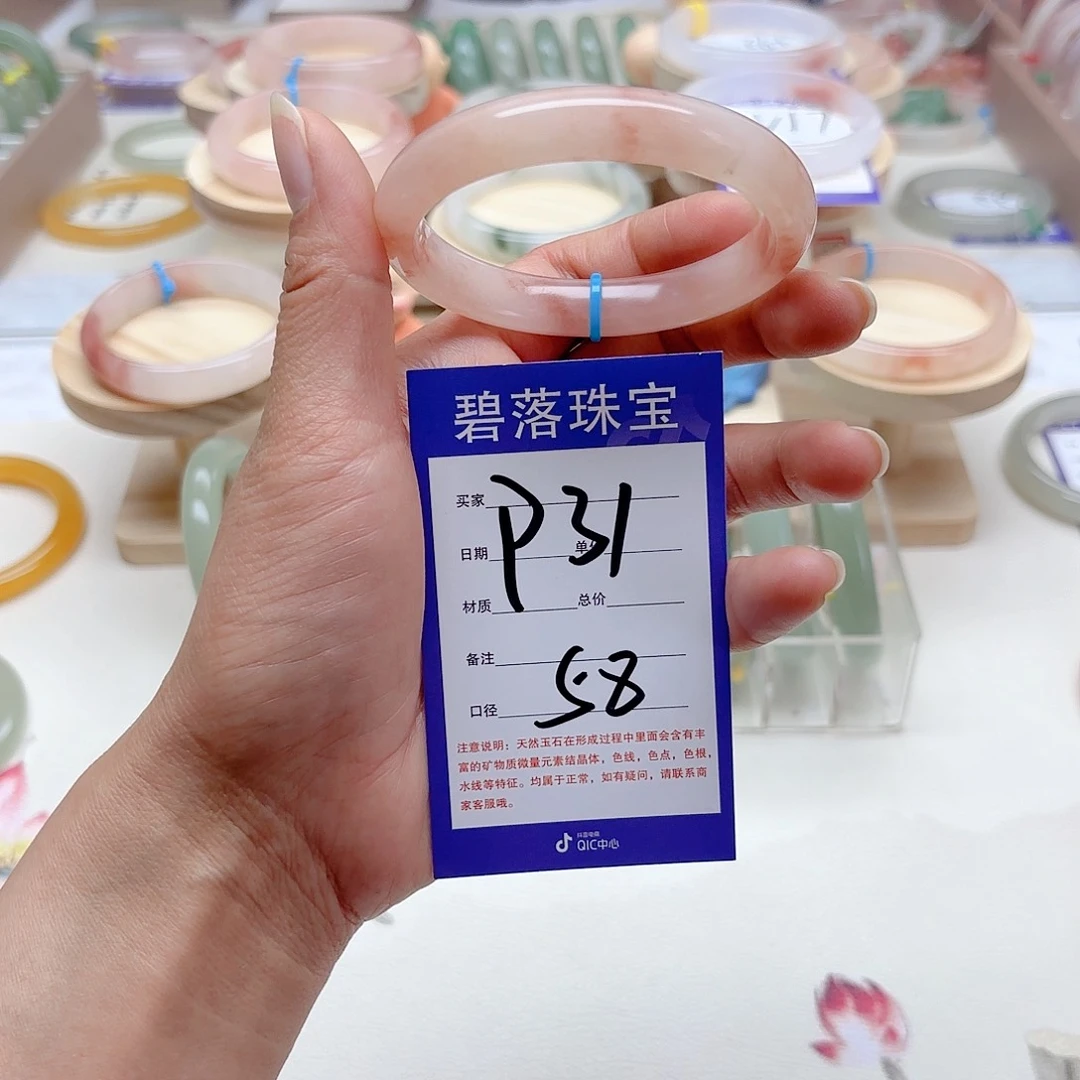 碧落珠宝
买家
P31
日期 单
材质 总价
备注
58
口径
注意说明：天然玉石在形成过程中里面会含有丰
富的矿物质微量元素结晶体，色线，色点，色根，
水线等特征。均属于正常，如有疑问，请联系商
家客服哦。
抖音电商
QIC中心